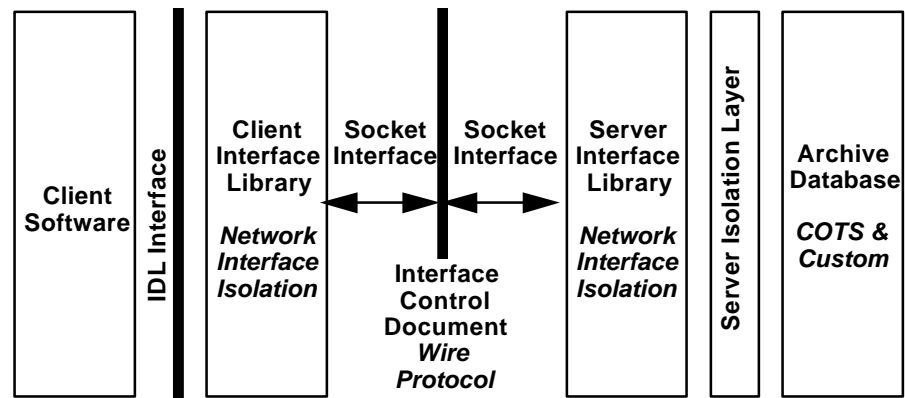 Client
Software
IDL Interface
Client
Interface
Library
Network
Interface
Isolation
Socket
Interface
Socket
Interface
Interface
Control
Document
Wire
Protocol
Server
Interface
Library
Network
Interface
Isolation
Server Isolation Layer
Archive
Database
COTS &
Custom